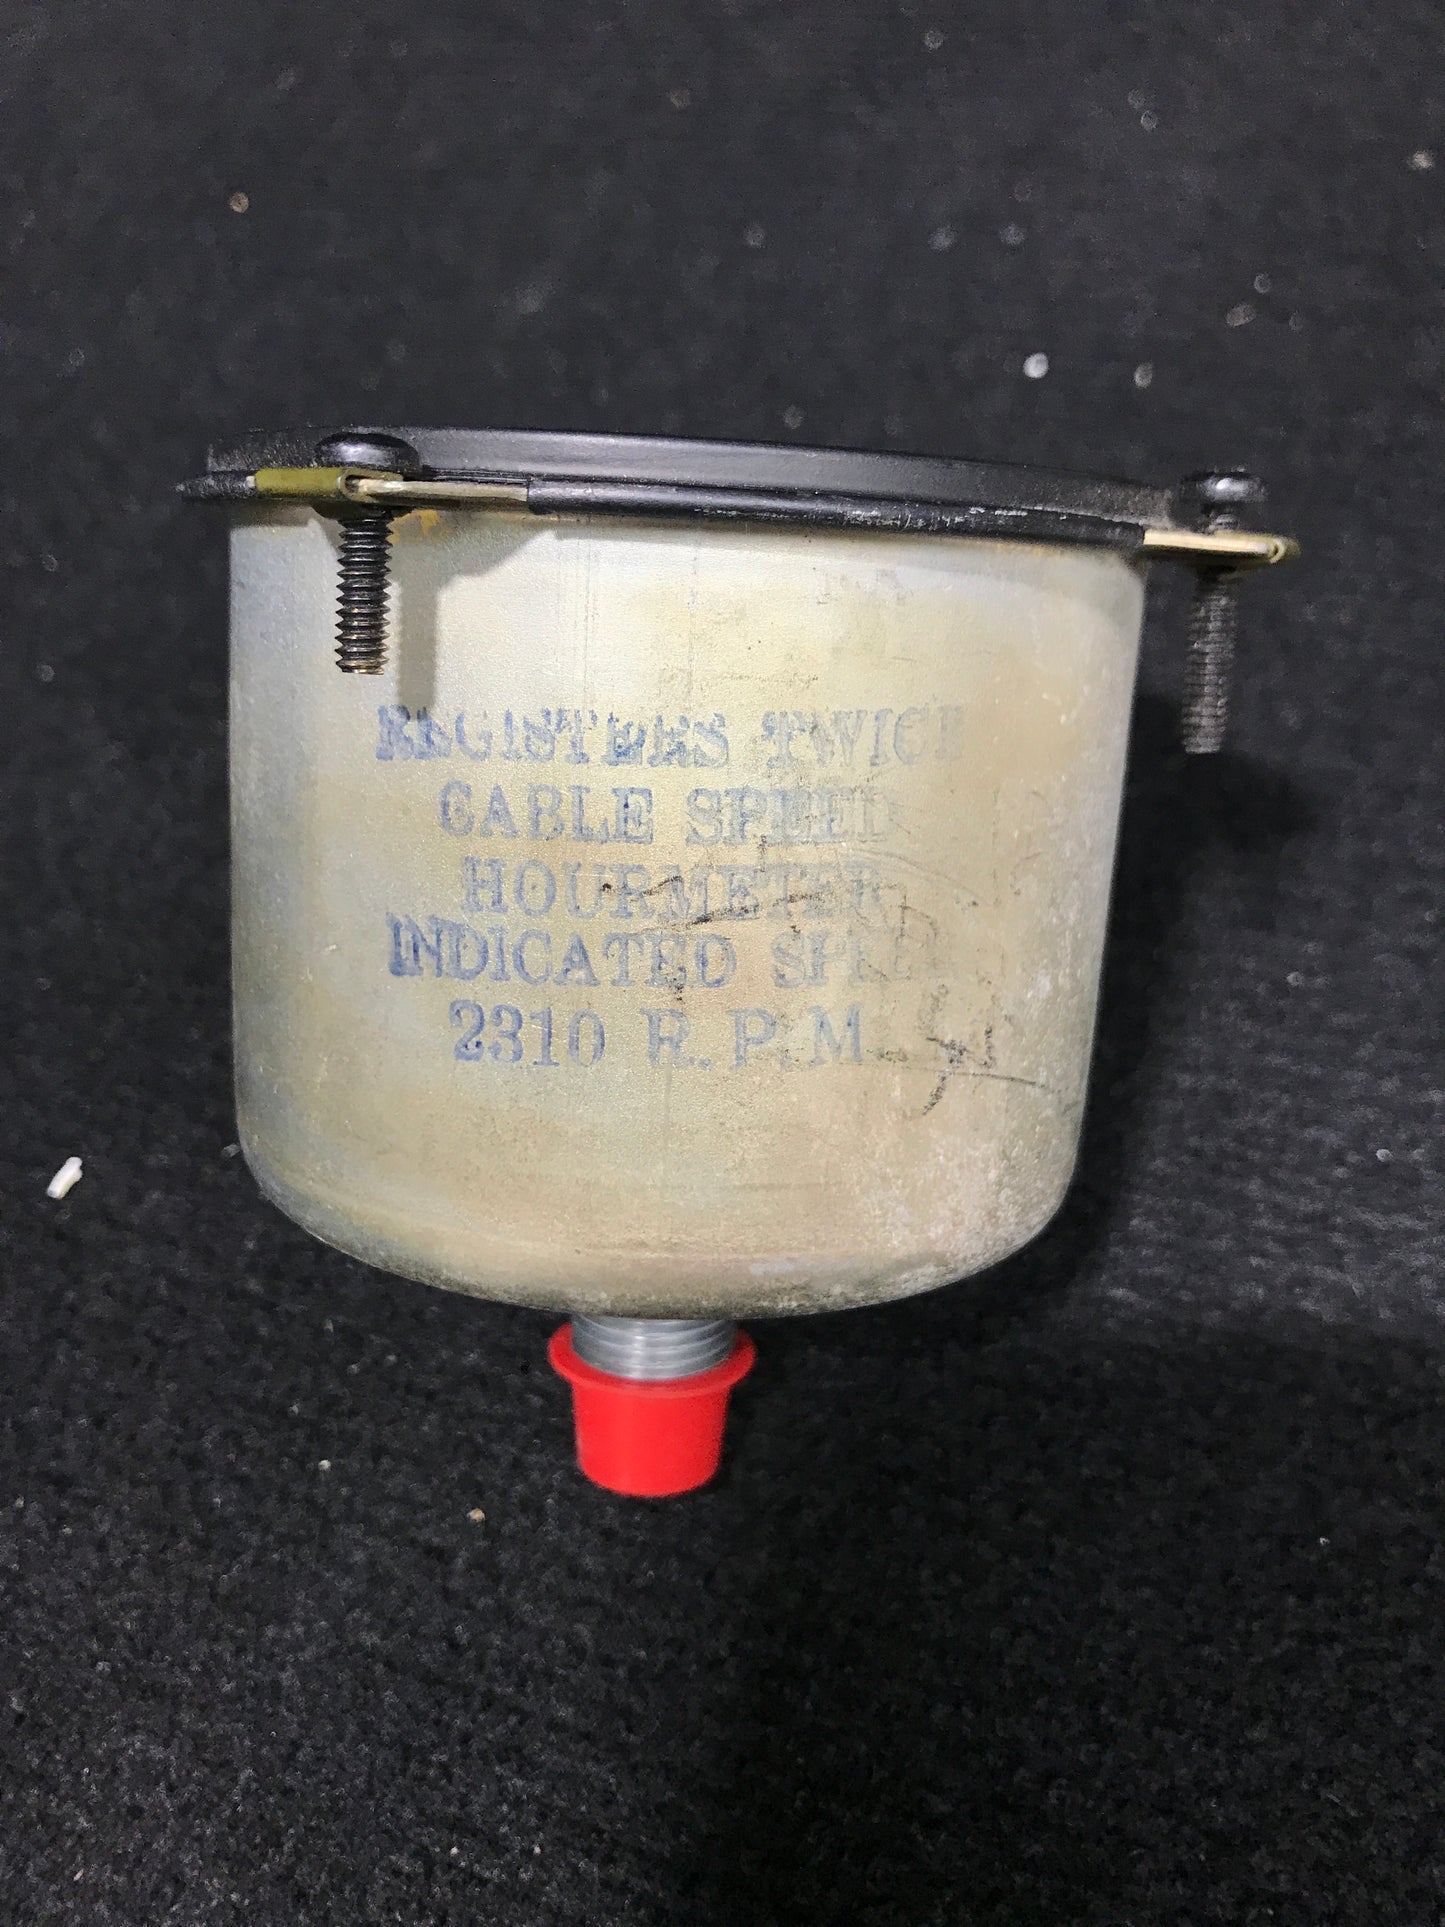 REGISTERS TWICE
CABLE SPEED
HOURMETER
INDICATED SPEED
2310 R.P.M.